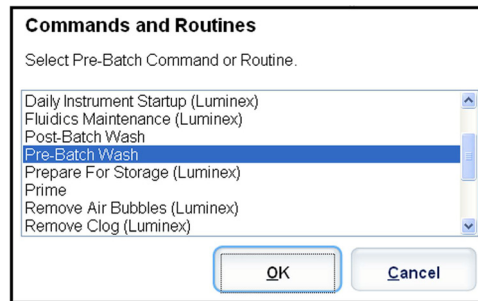 Commands and Routines
Select Pre-Batch Command or Routine.
Daily Instrument Startup (Luminex)
Fluidics Maintenance (Luminex)
Post-Batch Wash
Pre-Batch Wash
Prepare For Storage (Luminex)
Prime
Remove Air Bubbles (Luminex)
Remove Clog (Luminex)
OK
Cancel